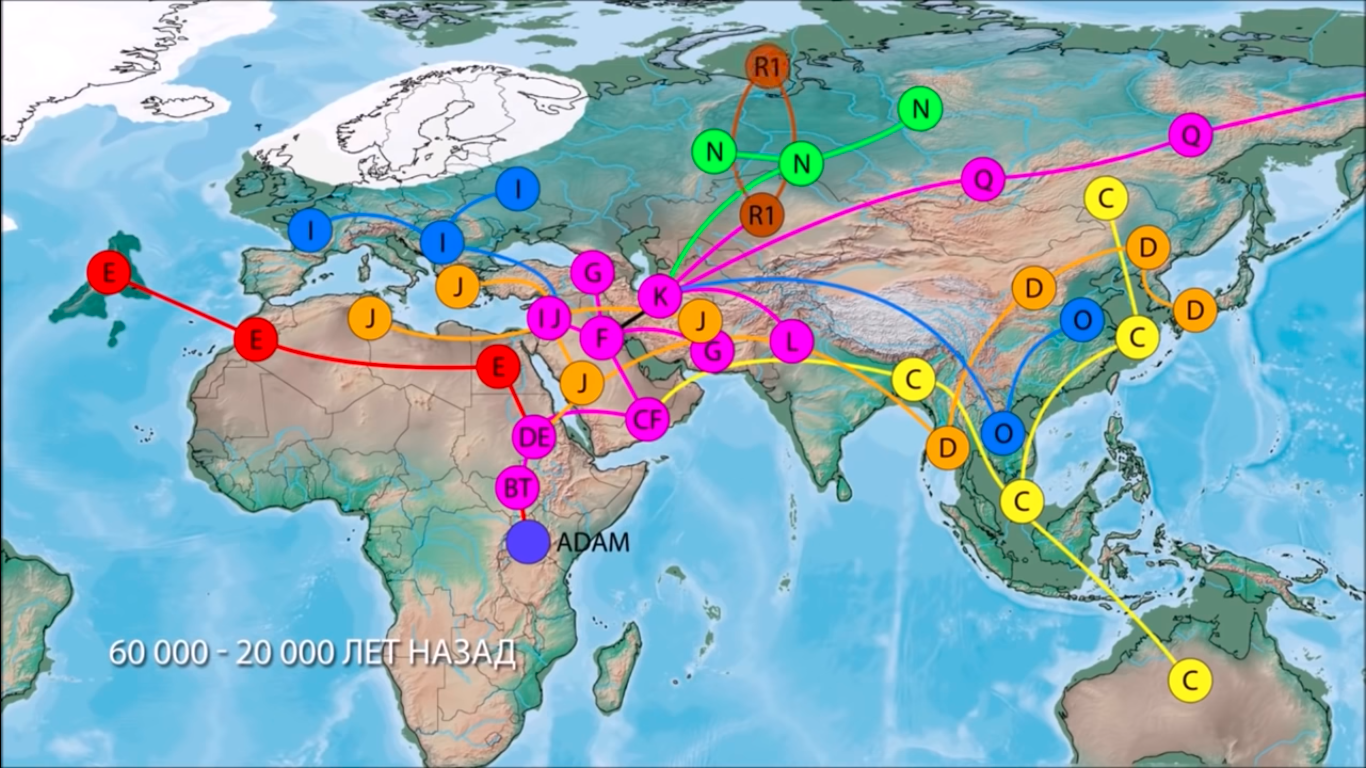 R1
N
N
N
Q
R1
Q
I
C
I
I
D
E
G
J
D
K
J
IJ
J
D
O
E
F
G
L
C
E
J
C
CF
DE
O
D
BT
C
ADAM
60 000 - 20 000 ЛЕТ НАЗАД
C